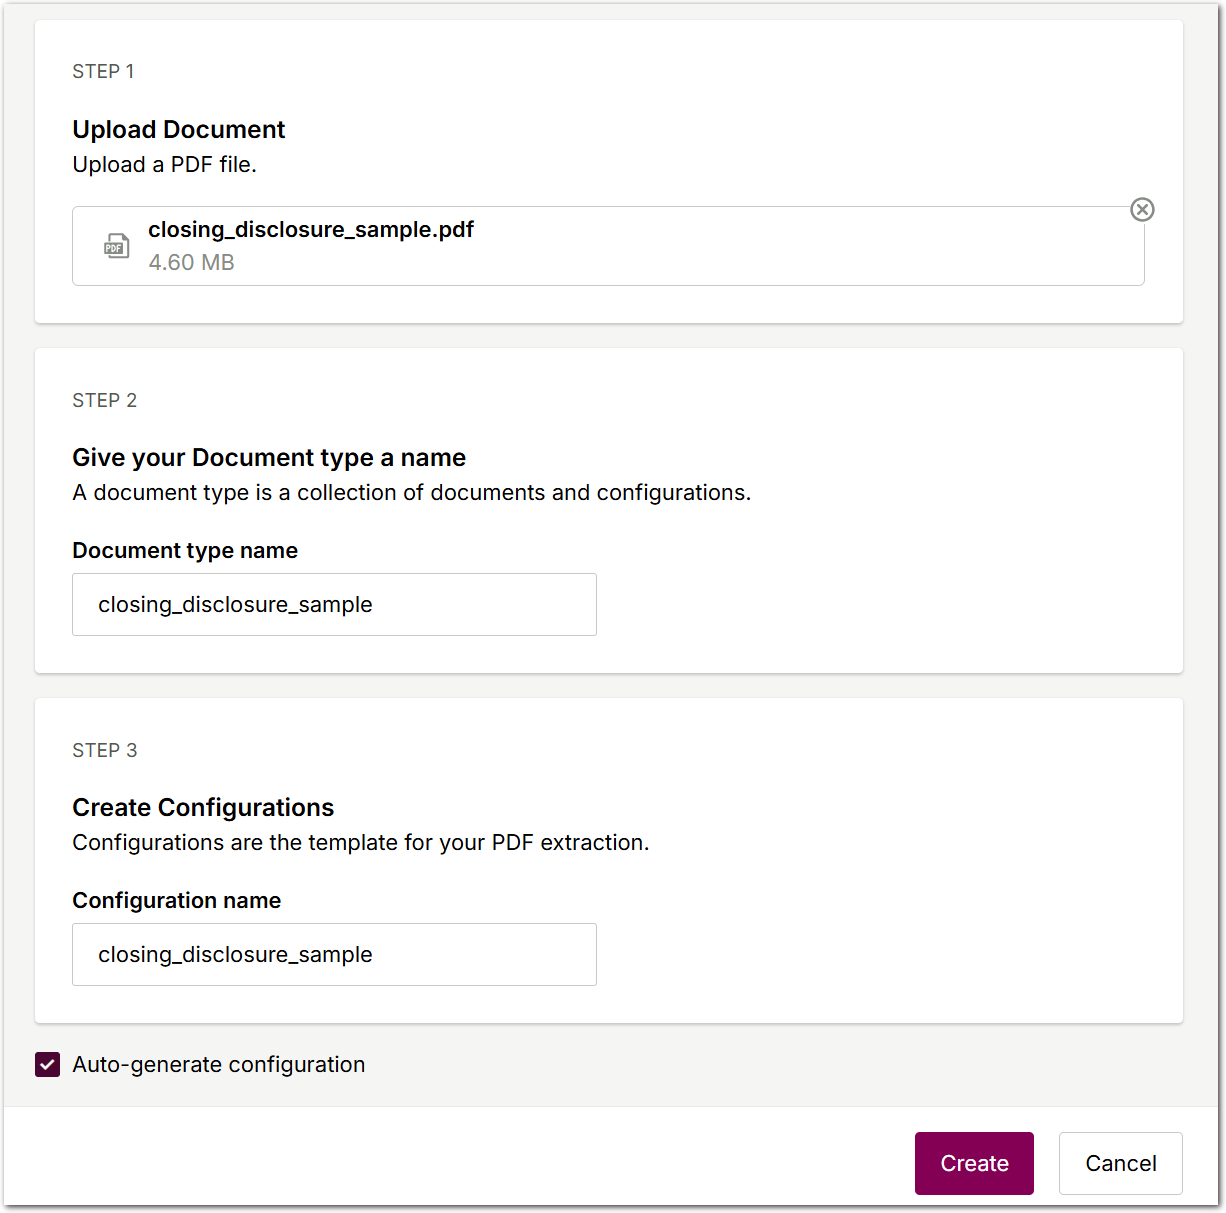 STEP 1
Upload Document
Upload a PDF file.
closing_disclosure_sample.pdf
PDF
4.60 MB
STEP 2
Give your Document type a name
A document type is a collection of documents and configurations.
Document type name
closing_disclosure_sample
STEP 3
Create Configurations
Configurations are the template for your PDF extraction.
Configuration name
closing_disclosure_sample
Auto-generate configuration
Create
Cancel